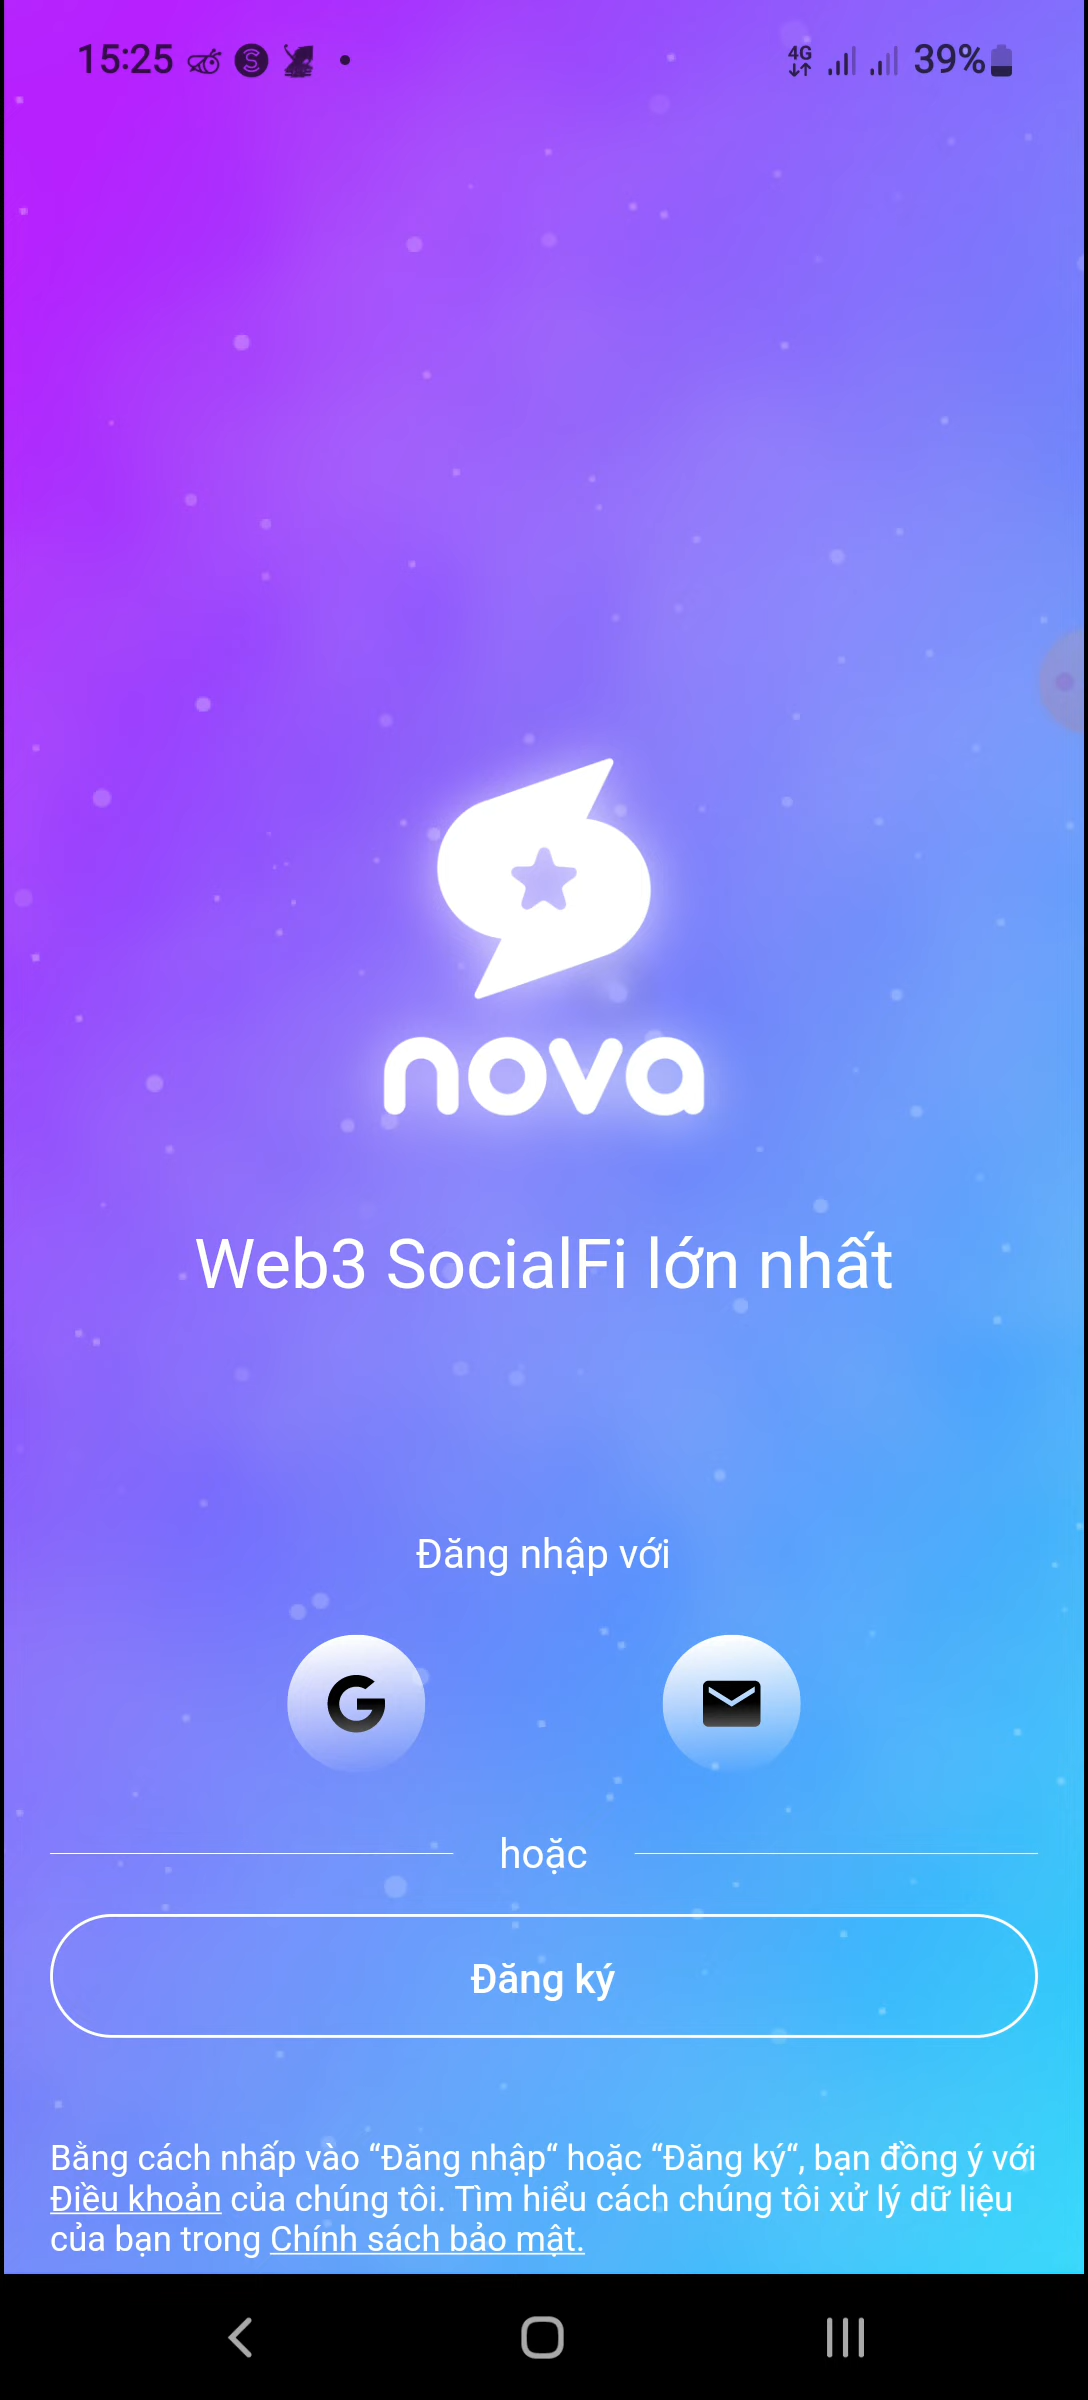 15:25
4G
39%
nova
Web3 SocialFi lớn nhất
Đăng nhập với
hoặc
Đăng ký
Bằng cách nhấp vào “Đăng nhập“ hoặc “Đăng ký“, bạn đồng ý với
Điều khoản của chúng tôi. Tìm hiểu cách chúng tôi xử lý dữ liệu
của bạn trong Chính sách bảo mật.